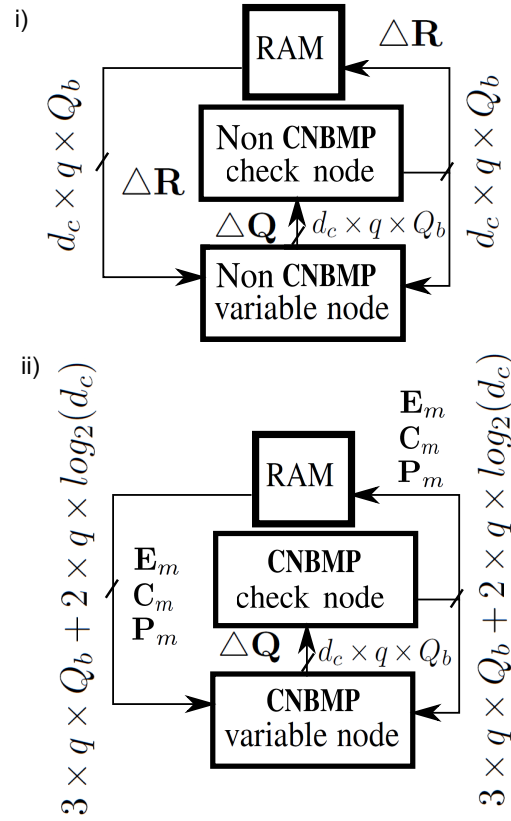 i)
RAM
△R
d_c × q × Q_b
△R
Non CNBMP
check node
d_c × q × Q_b
△Q
d_c × q × Q_b
Non CNBMP
variable node
ii)
3 × q × Q_b + 2 × q × log_2(d_c)
E_m
C_m
P_m
RAM
E_m
C_m
P_m
CNBMP
check node
3 × q × Q_b + 2 × q × log_2(d_c)
△Q
d_c × q × Q_b
CNBMP
variable node